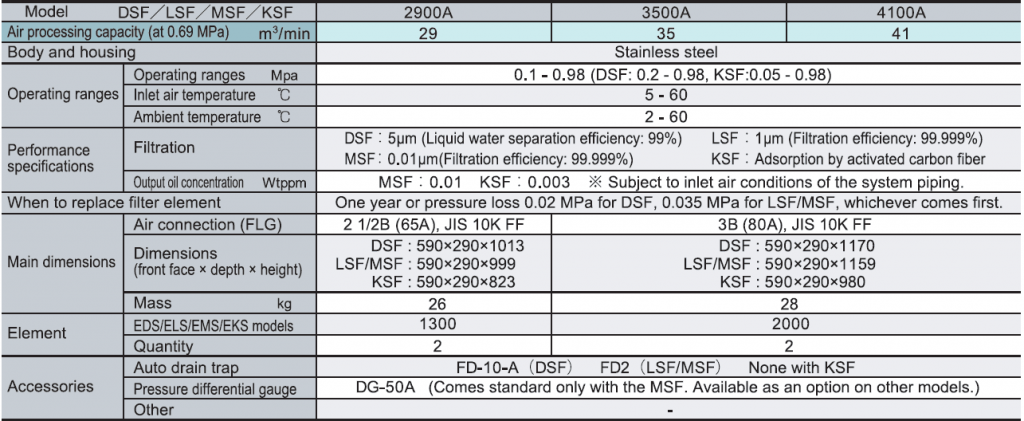 Model DSF／LSF／MSF／KSF 2900A 3500A 4100A
Air processing capacity (at 0.69 MPa) m³/min 29 35 41
Body and housing Stainless steel
Operating ranges Operating ranges Mpa 0.1 - 0.98 (DSF: 0.2 - 0.98, KSF:0.05 - 0.98)
Inlet air temperature ℃ 5 - 60
Ambient temperature ℃ 2 - 60
Performance specifications Filtration DSF：5μm (Liquid water separation efficiency: 99%) LSF：1μm (Filtration efficiency: 99.999%)
MSF：0.01μm(Filtration efficiency: 99.999%) KSF：Adsorption by activated carbon fiber
Output oil concentration Wtppm MSF：0.01 KSF：0.003 ※ Subject to inlet air conditions of the system piping.
When to replace filter element One year or pressure loss 0.02 MPa for DSF, 0.035 MPa for LSF/MSF, whichever comes first.
Main dimensions Air connection (FLG) 2 1/2B (65A), JIS 10K FF 3B (80A), JIS 10K FF
Dimensions (front face × depth × height) DSF : 590×290×1013 DSF : 590×290×1170
LSF/MSF : 590×290×999 LSF/MSF : 590×290×1159
KSF : 590×290×823 KSF : 590×290×980
Mass kg 26 28
Element EDS/ELS/EMS/EKS models 1300 2000
Quantity 2 2
Accessories Auto drain trap FD-10-A（DSF） FD2（LSF/MSF） None with KSF
Pressure differential gauge DG-50A (Comes standard only with the MSF. Available as an option on other models.)
Other -